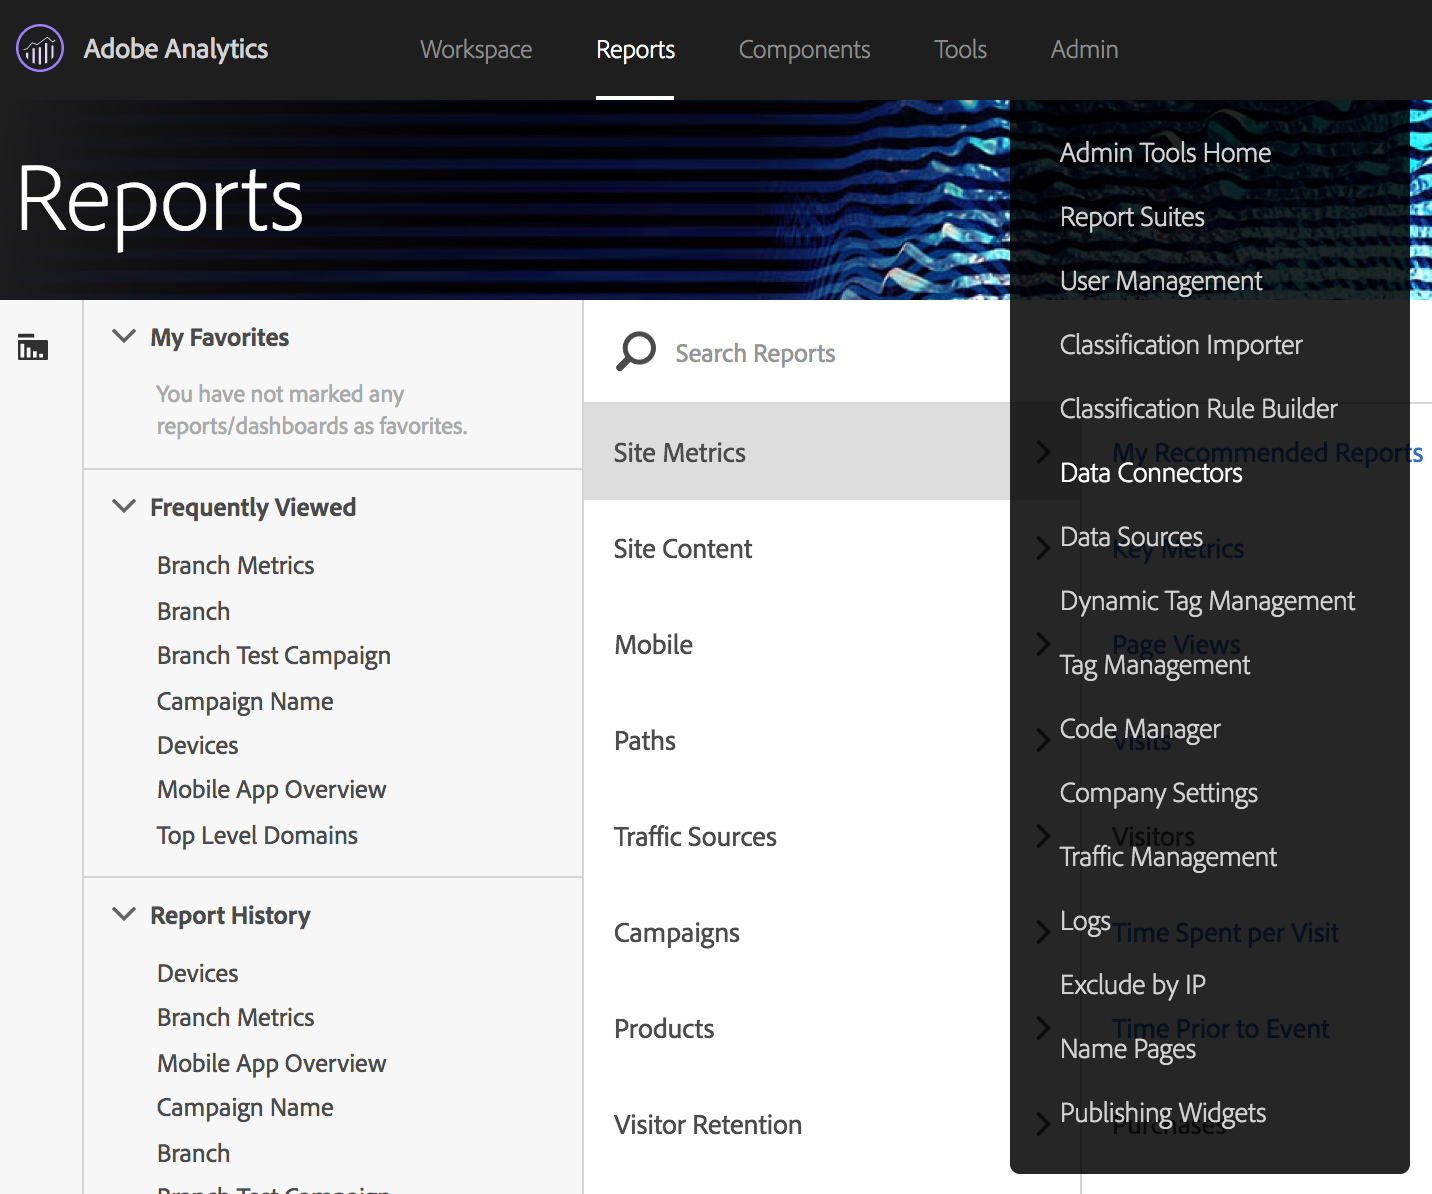 Adobe Analytics
Workspace
Reports
Components
Tools
Admin
Reports
My Favorites
You have not marked any
reports/dashboards as favorites.
Frequently Viewed
Branch Metrics
Branch
Branch Test Campaign
Campaign Name
Devices
Mobile App Overview
Top Level Domains
Report History
Devices
Branch Metrics
Mobile App Overview
Campaign Name
Branch
Branch Test Campaign
Search Reports
Site Metrics
Site Content
Mobile
Paths
Traffic Sources
Campaigns
Products
Visitor Retention
My Recommended Reports
Key Metrics
Page Views
Visits
Visitors
Time Spent per Visit
Time Prior to Event
Purchases
Admin Tools Home
Report Suites
User Management
Classification Importer
Classification Rule Builder
Data Connectors
Data Sources
Dynamic Tag Management
Tag Management
Code Manager
Company Settings
Traffic Management
Logs
Exclude by IP
Name Pages
Publishing Widgets